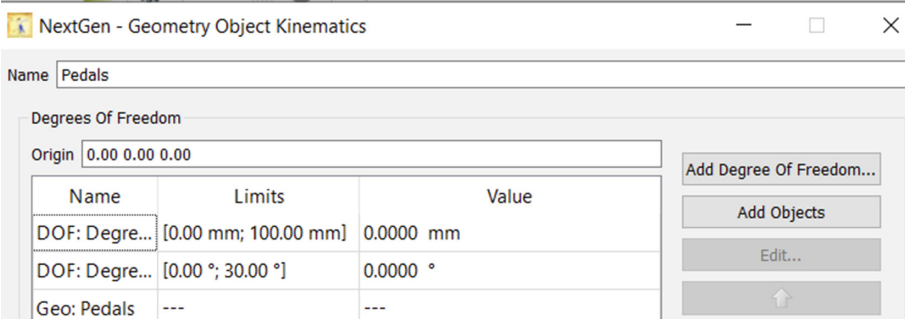 NextGen - Geometry Object Kinematics
Name Pedals
Degrees Of Freedom
Origin 0.00 0.00 0.00
Add Degree Of Freedom...
Name Limits Value
Add Objects
DOF: Degre... [0.00 mm; 100.00 mm] 0.0000 mm
Edit...
DOF: Degre... [0.00 °; 30.00 °] 0.0000 °
Geo: Pedals --- ---